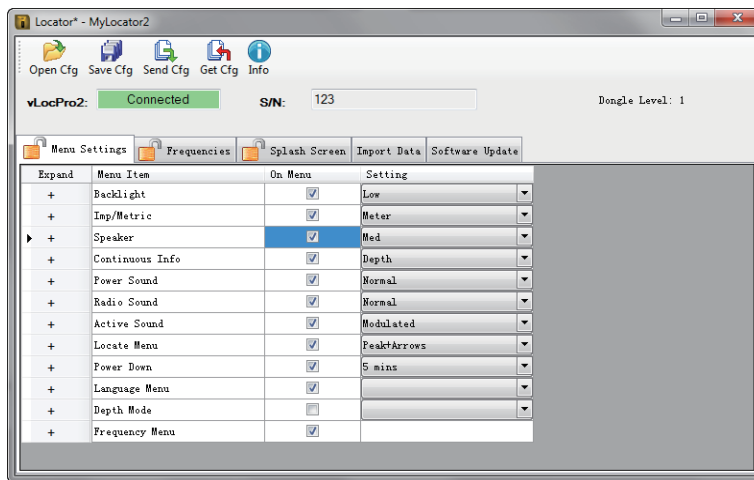 Locator* - MyLocator2
Open Cfg Save Cfg Send Cfg Get Cfg Info
vLocPro2: Connected S/N: 123 Dongle Level: 1
Menu Settings Frequencies Splash Screen Import Data Software Update
Expand Menu Item On Menu Setting
+ Backlight Low
+ Imp/Metric Meter
+ Speaker Med
+ Continuous Info Depth
+ Power Sound Normal
+ Radio Sound Normal
+ Active Sound Modulated
+ Locate Menu Peak+Arrows
+ Power Down 5 mins
+ Language Menu
+ Depth Mode
+ Frequency Menu